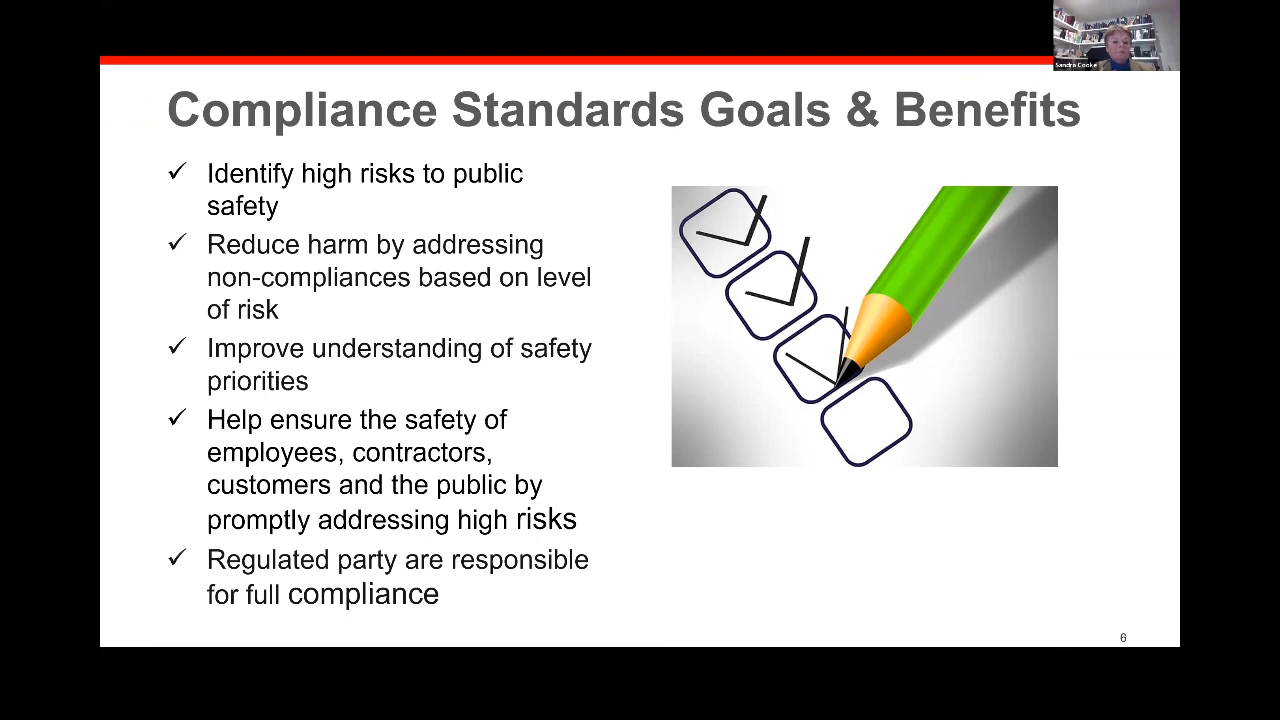 Sandra Cooke
Compliance Standards Goals & Benefits
✓ Identify high risks to public
safety
✓ Reduce harm by addressing
non-compliances based on level
of risk
✓ Improve understanding of safety
priorities
✓ Help ensure the safety of
employees, contractors,
customers and the public by
promptly addressing high risks
✓ Regulated party are responsible
for full compliance
6